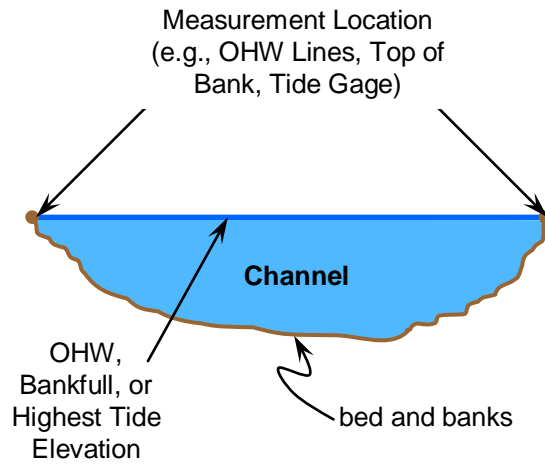 Measurement Location
(e.g., OHW Lines, Top of
Bank, Tide Gage)
Channel
OHW,
Bankfull, or
Highest Tide
Elevation
bed and banks